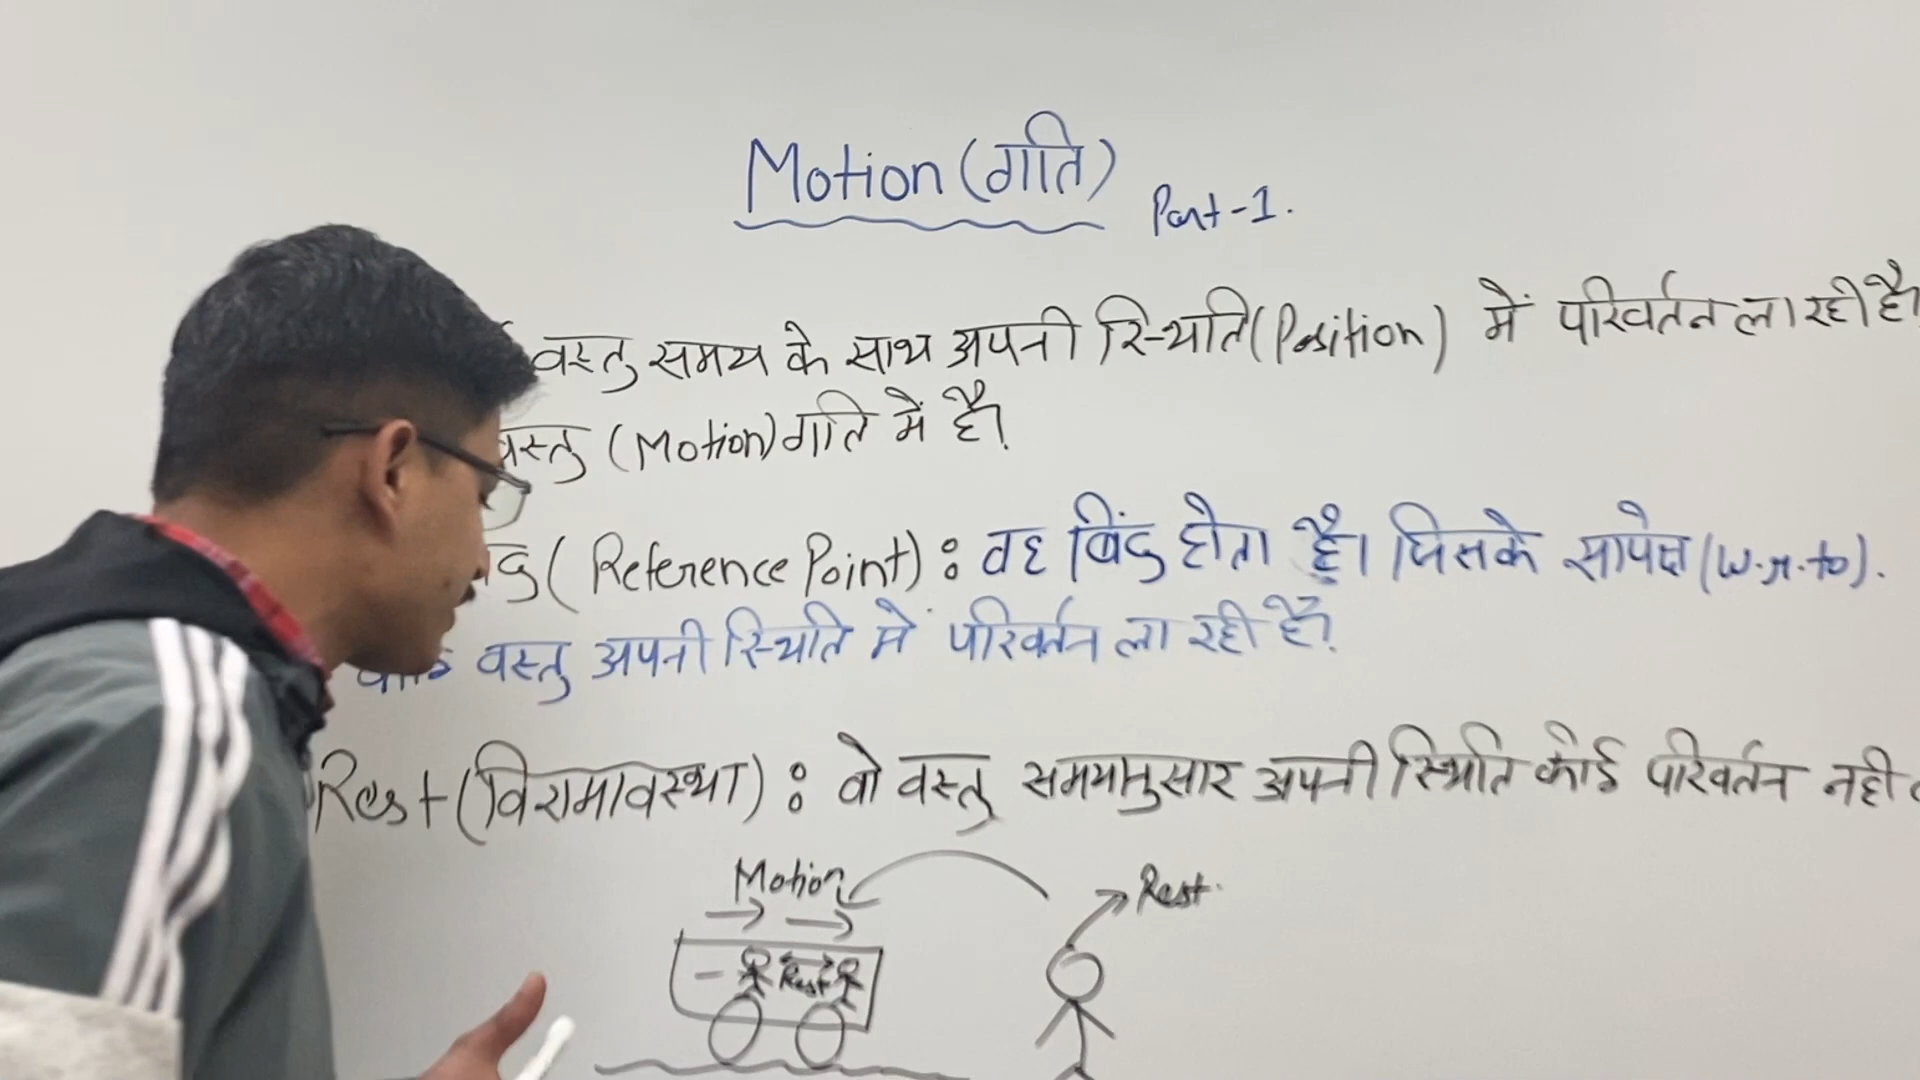 Motion (गति)
Part-1.
वस्तु समय के साथ अपनी स्थिति (Position) में परिवर्तन ला रही है
वस्तु (Motion) गति में है।
(Reference Point) : वह बिंदु होता है। जिसके सापेक्ष (w.r.to).
वस्तु अपनी स्थिति में परिवर्तन ला रही है।
Rest (विरामावस्था) : वो वस्तु समयानुसार अपनी स्थिति कोई परिवर्तन नही
Motion
Rest.
Rest